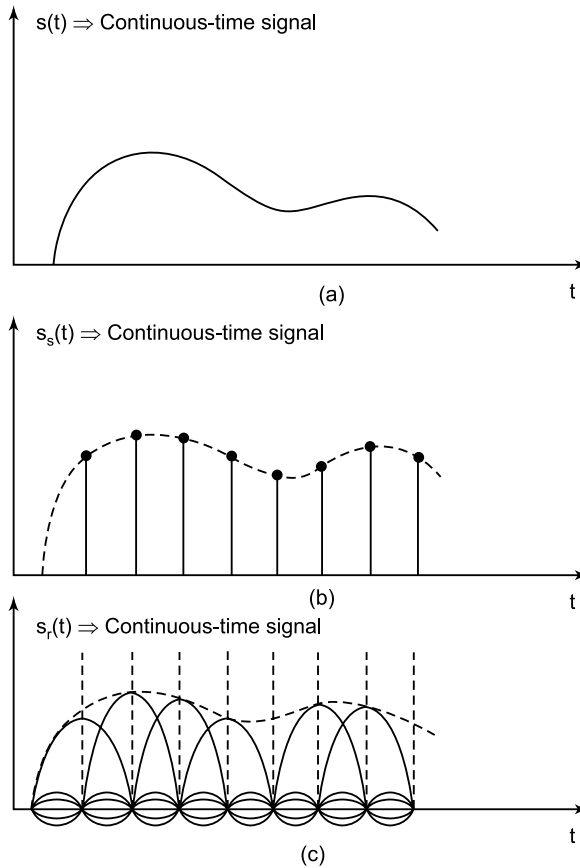 s(t) ⇒ Continuous-time signal
(a)
t
s_s(t) ⇒ Continuous-time signal
(b)
t
s_r(t) ⇒ Continuous-time signal
(c)
t